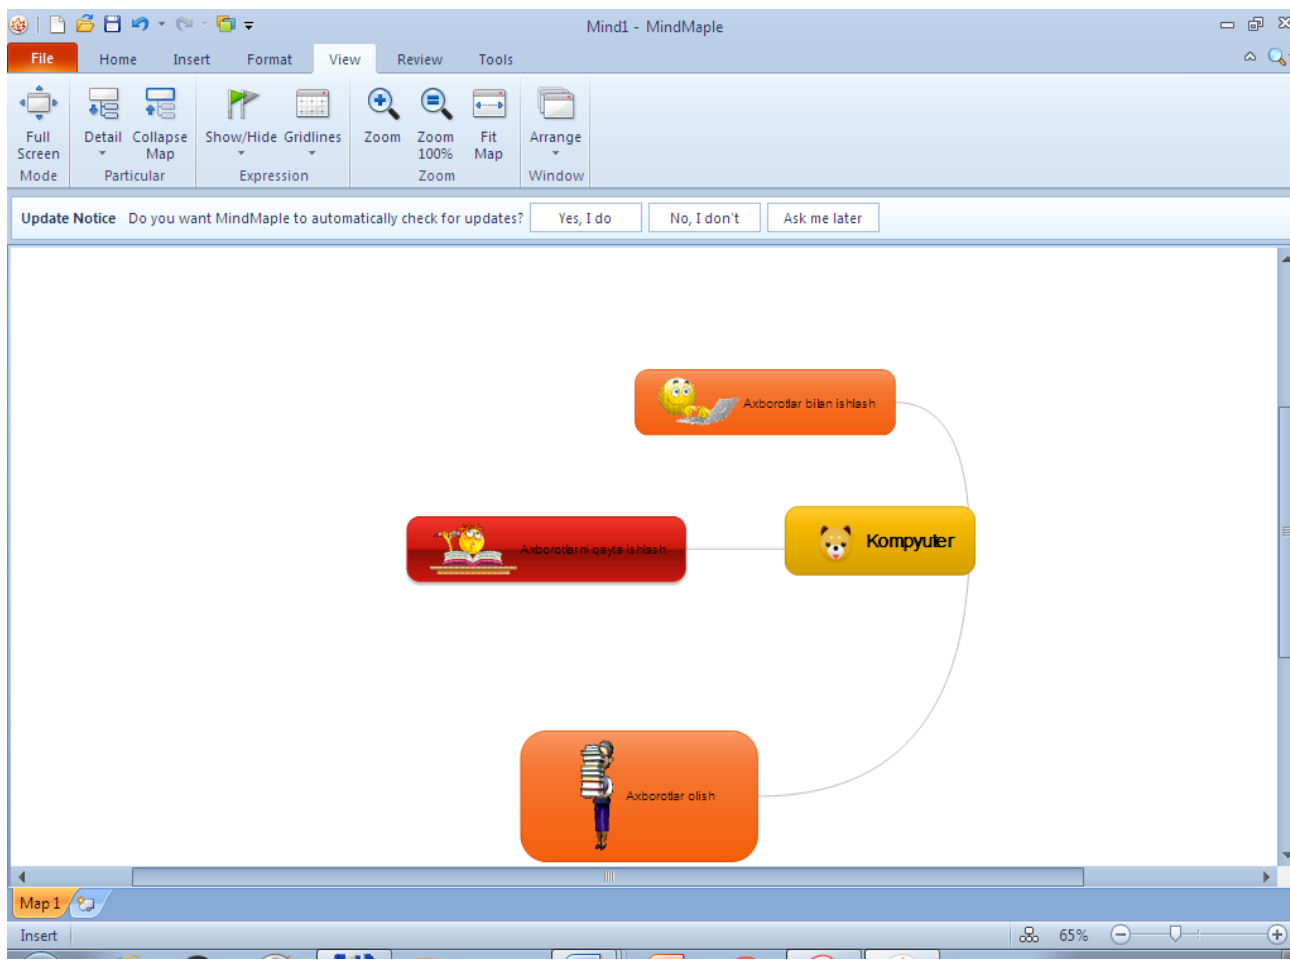 Mind1 - MindMaple
File Home Insert Format View Review Tools
Full Screen
Detail
Collapse Map
Show/Hide
Gridlines
Zoom
Zoom 100%
Fit Map
Arrange
Mode Particular Expression Zoom Window
Update Notice Do you want MindMaple to automatically check for updates? Yes, I do No, I don't Ask me later
Axborotlar bilan ishlash
Axborotlarni qayta ishlash
Kompyuter
Axborotlar olish
Map 1
Insert 65%